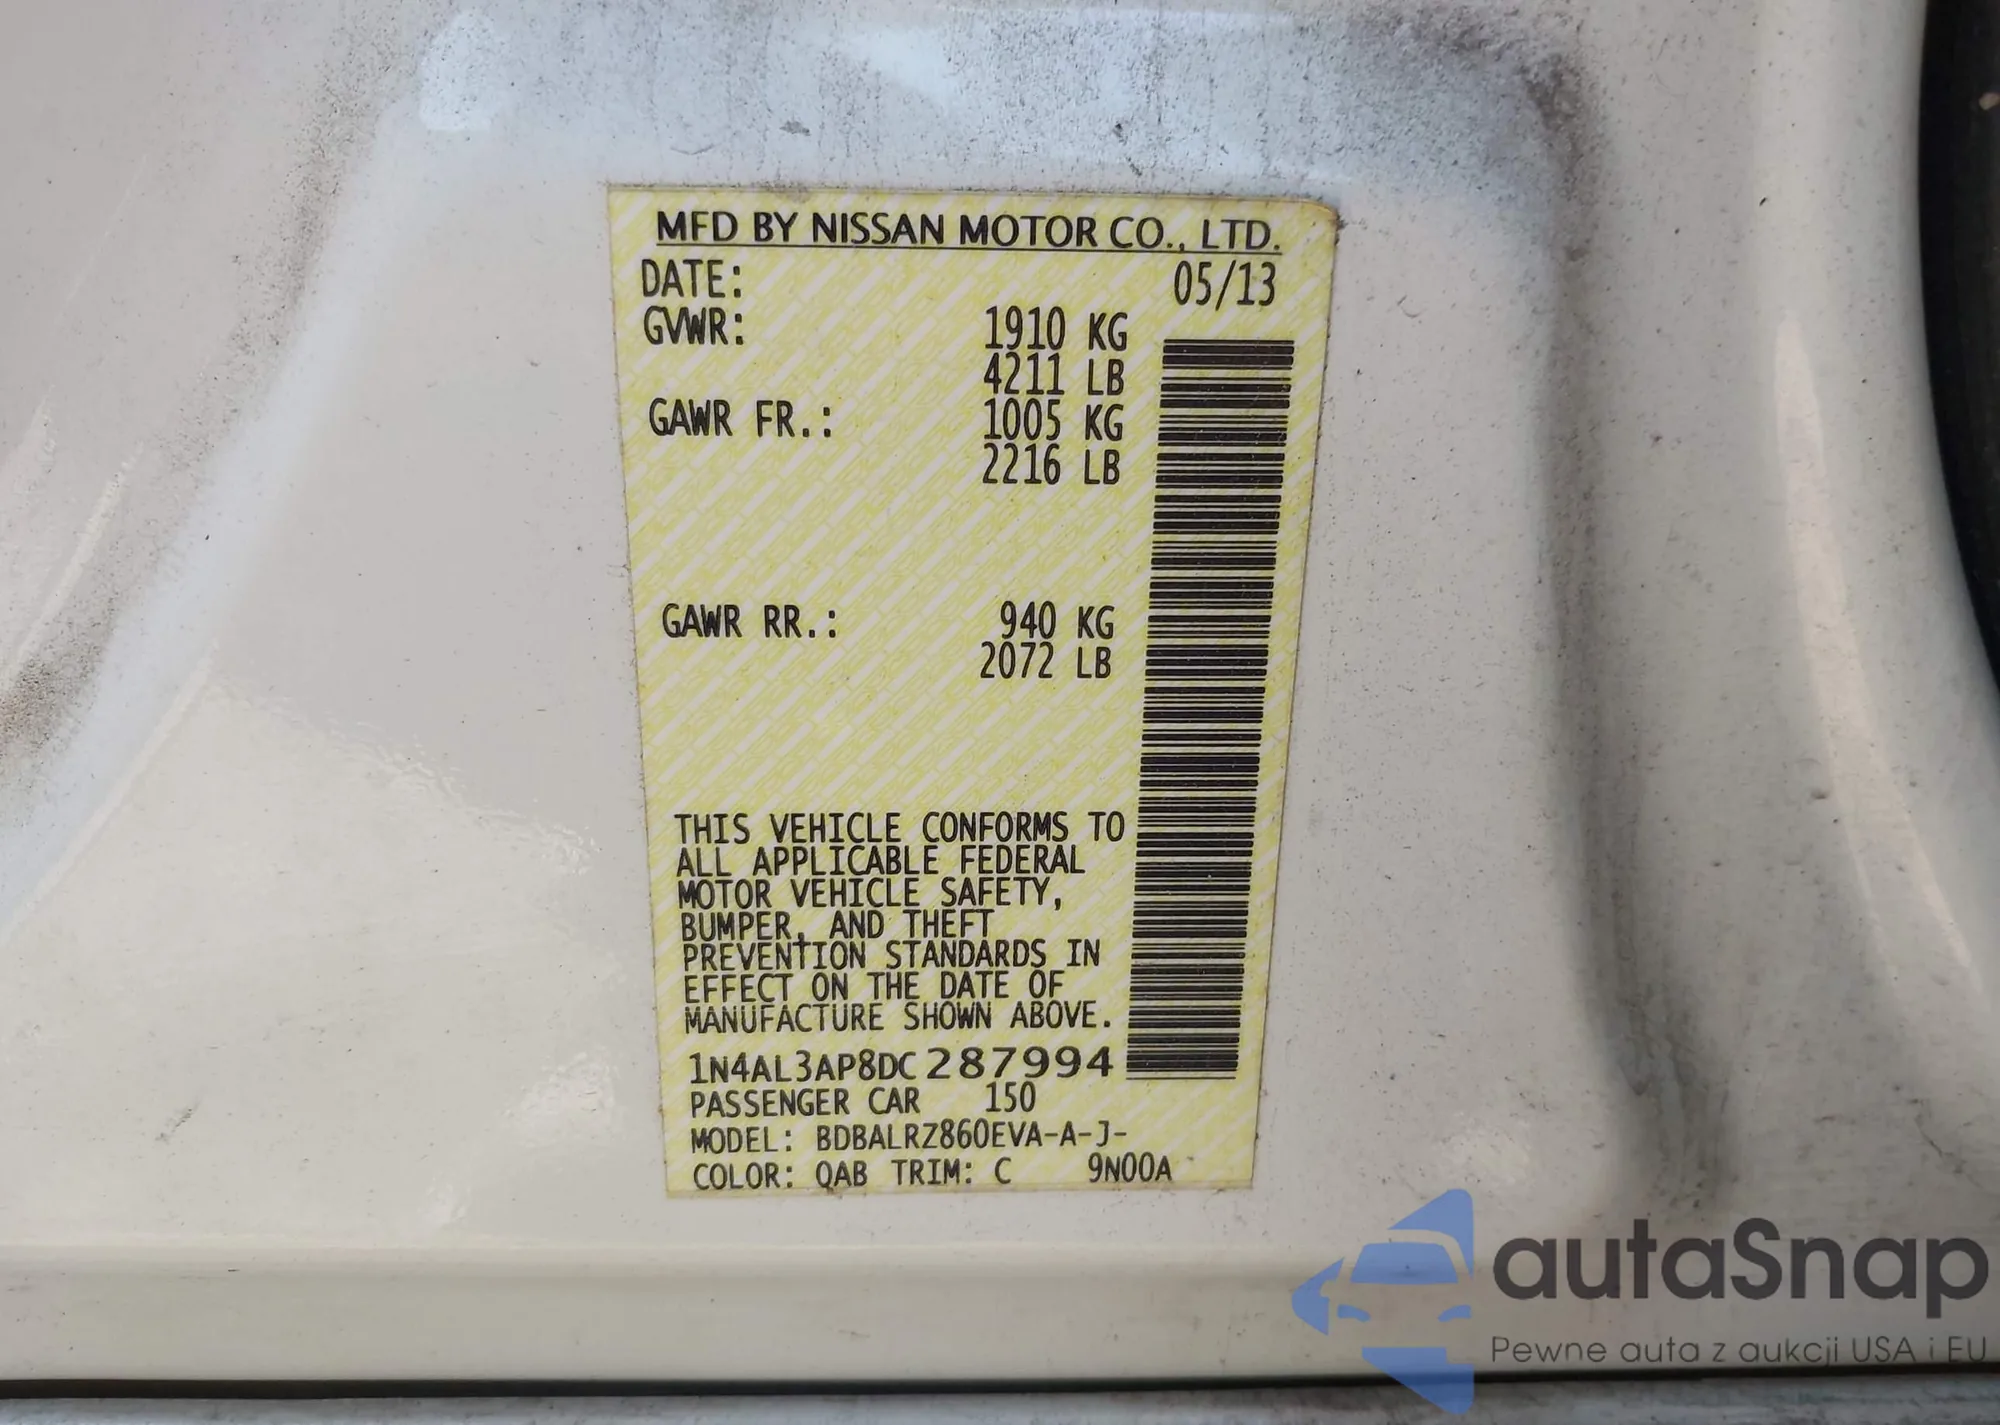 MFD BY NISSAN MOTOR CO., LTD.
DATE: 05/13
GVWR: 1910 KG
4211 LB
GAWR FR.: 1005 KG
2216 LB
GAWR RR.: 940 KG
2072 LB
THIS VEHICLE CONFORMS TO
ALL APPLICABLE FEDERAL
MOTOR VEHICLE SAFETY,
BUMPER, AND THEFT
PREVENTION STANDARDS IN
EFFECT ON THE DATE OF
MANUFACTURE SHOWN ABOVE.
1N4AL3AP8DC287994
PASSENGER CAR 150
MODEL: BDBALRZ860EVA-A-J-
COLOR: QAB TRIM: C 9N00A
autaSnap
Pewne auta z aukcji USA i EU